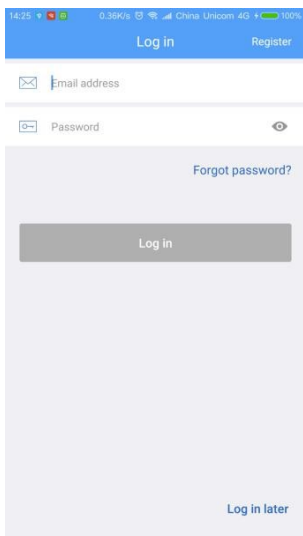 14:25 0.36K/s China Unicom 4G 100%
Log in Register
Email address
Password
Forgot password?
Log in
Log in later